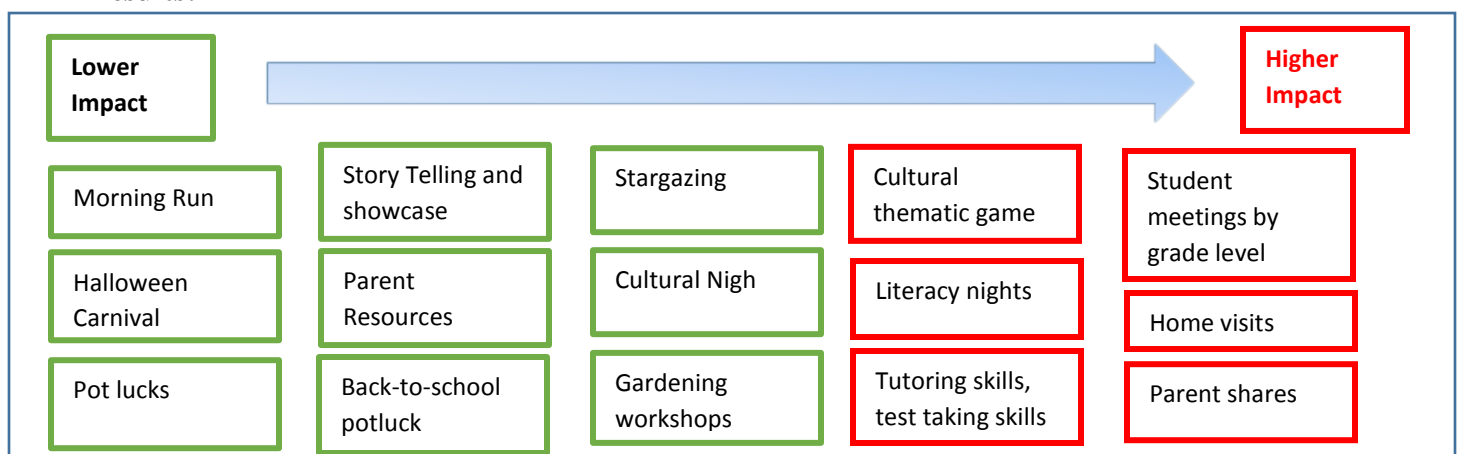 Lower
Impact
Higher
Impact
Morning Run
Story Telling and
showcase
Stargazing
Cultural
thematic game
Student
meetings by
grade level
Halloween
Carnival
Parent
Resources
Cultural Nigh
Literacy nights
Home visits
Pot lucks
Back-to-school
potluck
Gardening
workshops
Tutoring skills,
test taking skills
Parent shares